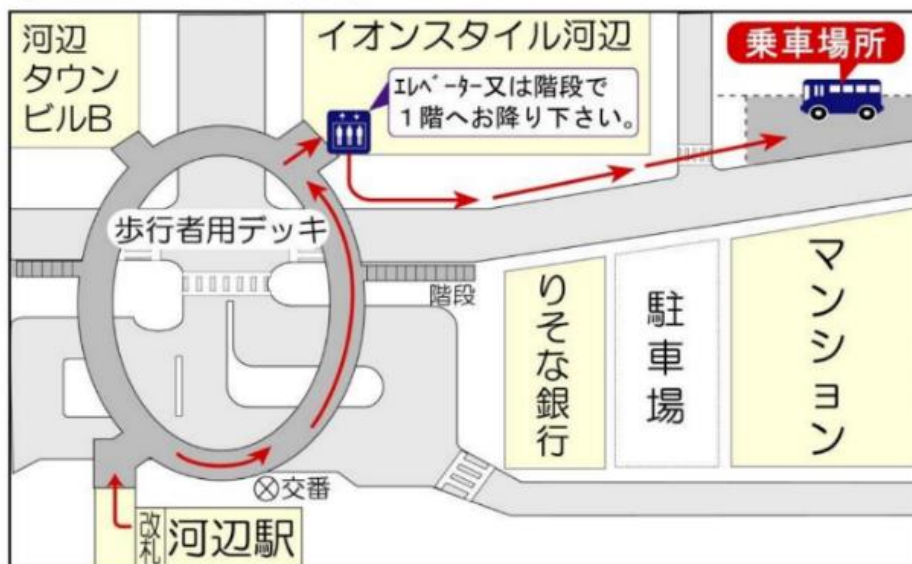 河辺
タウン
ビルB
イオンスタイル河辺
エレベーター又は階段で
1階へお降り下さい。
乗車場所
歩行者用デッキ
階段
りそな銀行
駐車場
マンション
交番
改札
河辺駅